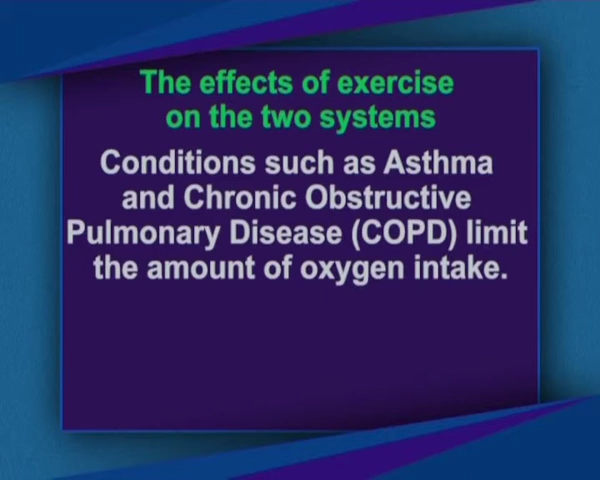 The effects of exercise
on the two systems
Conditions such as Asthma
and Chronic Obstructive
Pulmonary Disease (COPD) limit
the amount of oxygen intake.